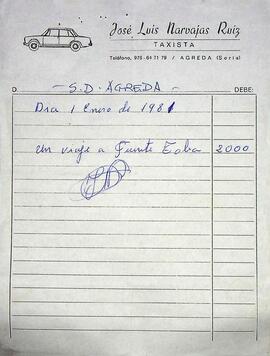 José Luis Narvajas Ruiz
TAXISTA
Teléfono, 976 - 64 71 79 / AGREDA (Soria)
D. - S.D. AGREDA - DEBE:
Dia 1 Enero de 1981
un viaje a Fuente Toba 2000